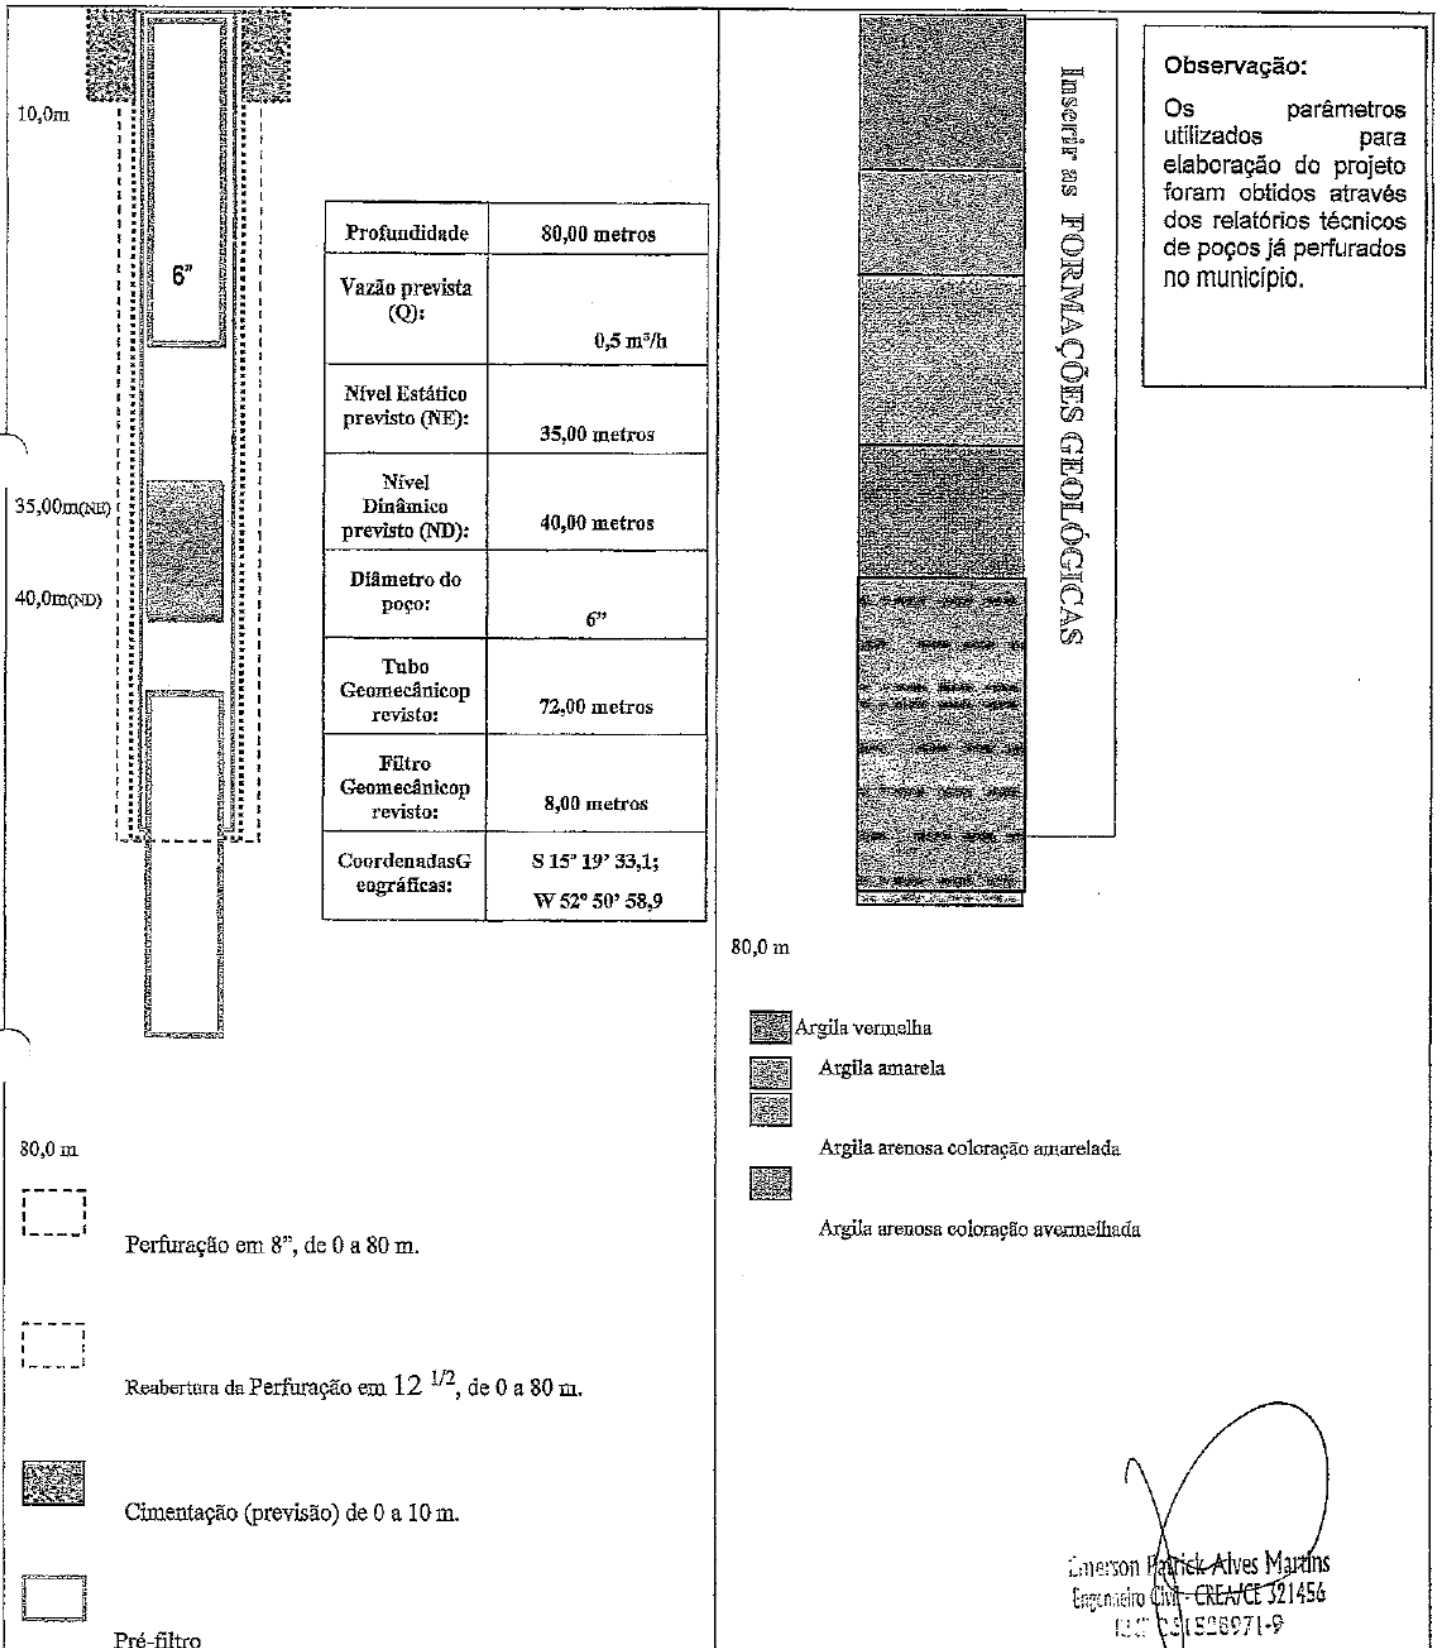 10,0m
6”
35,00m(NE)
40,0m(ND)
Profundidade 80,00 metros
Vazão prevista
(Q):
0,5 m³/h
Nível Estático
previsto (NE):
35,00 metros
Nível
Dinâmico
previsto (ND):
40,00 metros
Diâmetro do
poço:
6”
Tubo
Geomecânicop
revisto:
72,00 metros
Filtro
Geomecânicop
revisto:
8,00 metros
CoordenadasG
eográficas:
S 15º 19’ 33,1;
W 52º 50’ 58,9
80,0 m
Perfuração em 8”, de 0 a 80 m.
Reabertura da Perfuração em 12 1/2, de 0 a 80 m.
Cimentação (previsão) de 0 a 10 m.
Pré-filtro
Inserir as FORMAÇÕES GEOLÓGICAS
Observação:
Os parâmetros
utilizados para
elaboração do projeto
foram obtidos através
dos relatórios técnicos
de poços já perfurados
no município.
80,0 m
Argila vermelha
Argila amarela
Argila arenosa coloração amarelada
Argila arenosa coloração avermelhada
Emerson Patrick Alves Martins
Engenheiro Civil - CREA/CE 321456